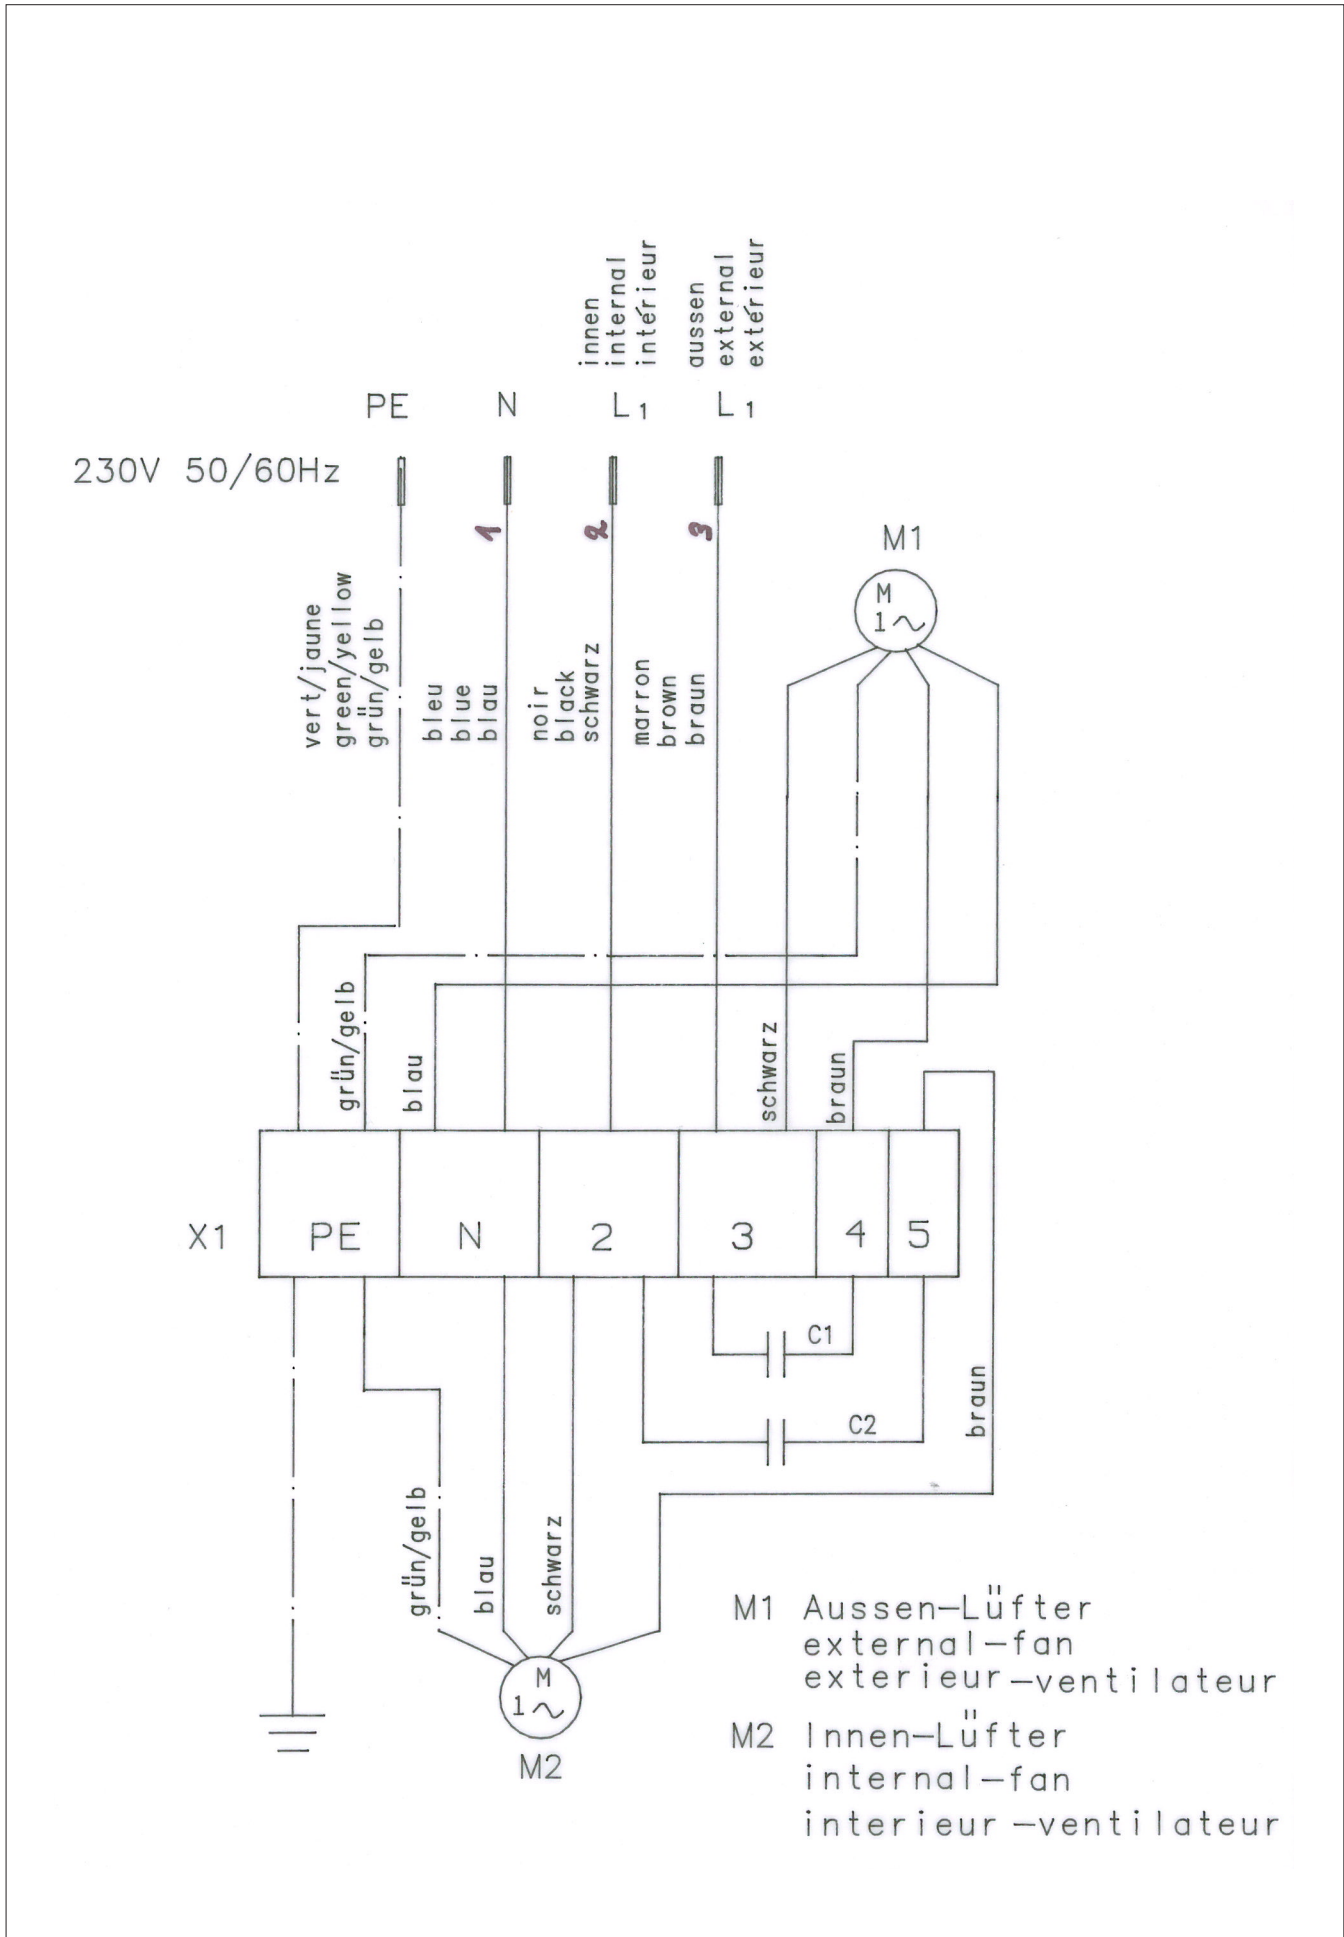 innen
internal
intérieur
aussen
external
extérieur
PE N L1 L1
230V 50/60Hz
1 2 3
M1
M
1~
vert/jaune
green/yellow
grün/gelb
bleu
blue
blau
noir
black
schwarz
marron
brown
braun
grün/gelb
blau
schwarz
braun
X1 PE N 2 3 4 5
C1
C2
braun
grün/gelb
blau
schwarz
M
1~
M2
M1 Aussen-Lüfter
external-fan
exterieur-ventilateur
M2 Innen-Lüfter
internal-fan
interieur-ventilateur